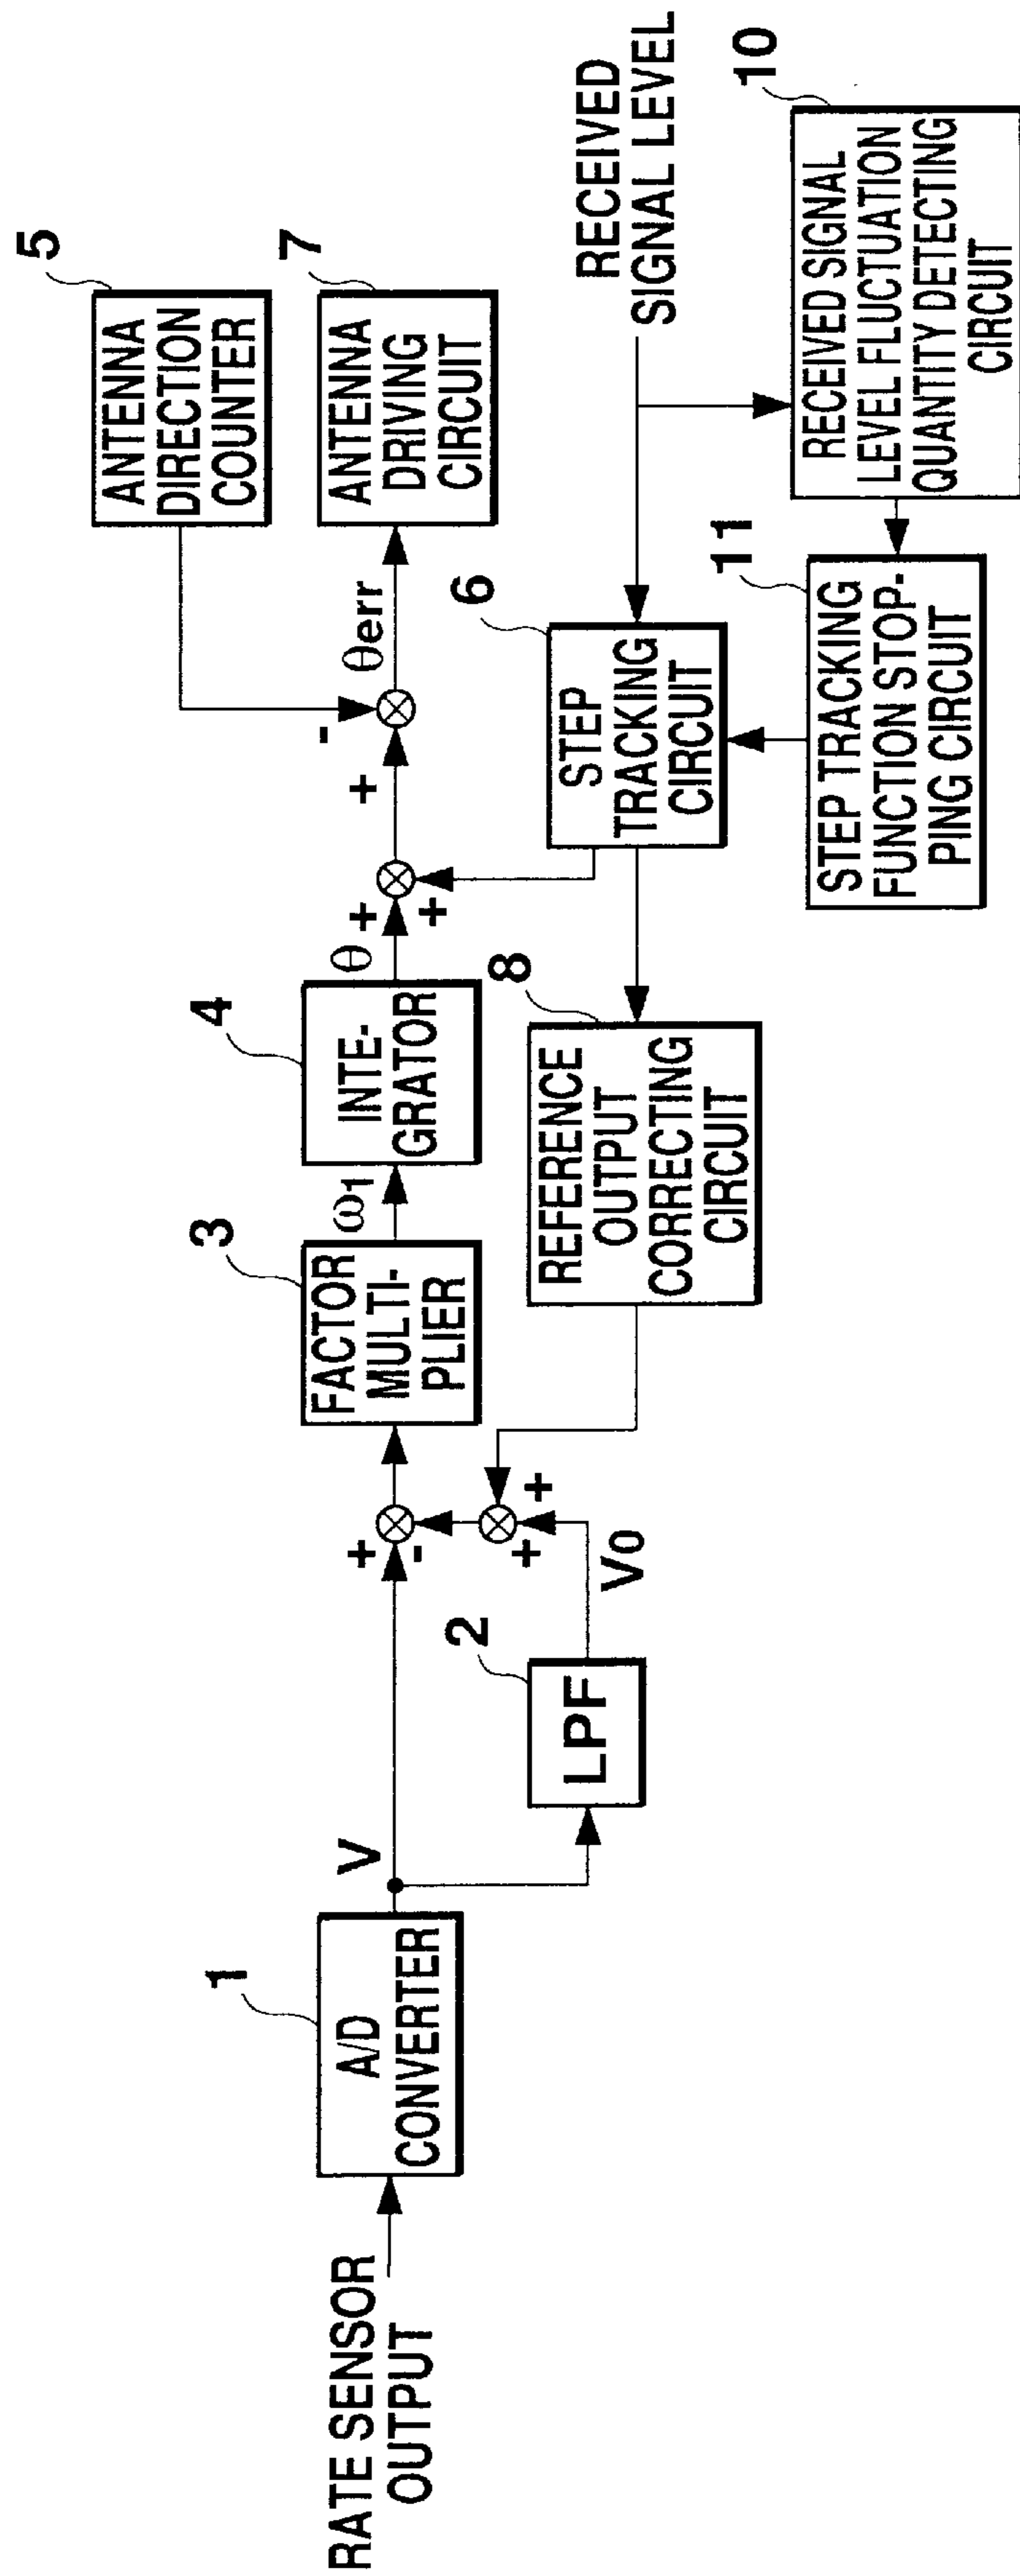 RATE SENSOR
OUTPUT
1
A/D
CONVERTER
V
2
LPF
V0
+
-
+
+
3
FACTOR
MULTI-
PLIER
ω1
4
INTE-
GRATOR
θ
+
+
+
-
θerr
5
ANTENNA
DIRECTION
COUNTER
7
ANTENNA
DRIVING
CIRCUIT
8
REFERENCE
OUTPUT
CORRECTING
CIRCUIT
6
STEP
TRACKING
CIRCUIT
RECEIVED
SIGNAL LEVEL
11
STEP TRACKING
FUNCTION STOP-
PING CIRCUIT
10
RECEIVED SIGNAL
LEVEL FLUCTUATION
QUANTITY DETECTING
CIRCUIT